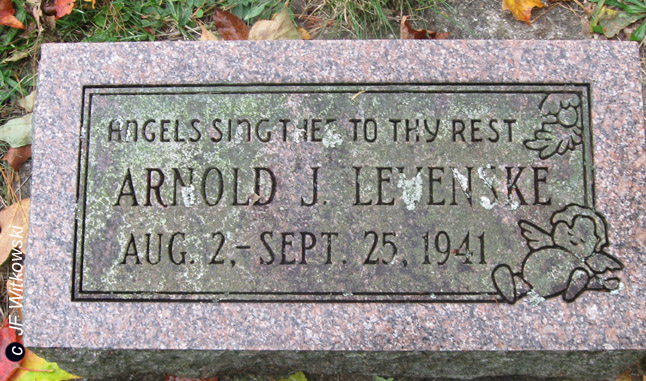 ANGELS SING THEE TO THY REST
ARNOLD J. LEVENSKE
AUG. 2,-SEPT. 25, 1941
© JF Witkowski